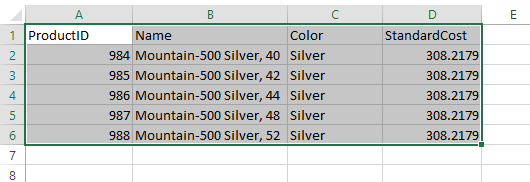 A B C D E
1 ProductID Name Color StandardCost
2 984 Mountain-500 Silver, 40 Silver 308.2179
3 985 Mountain-500 Silver, 42 Silver 308.2179
4 986 Mountain-500 Silver, 44 Silver 308.2179
5 987 Mountain-500 Silver, 48 Silver 308.2179
6 988 Mountain-500 Silver, 52 Silver 308.2179
7
8